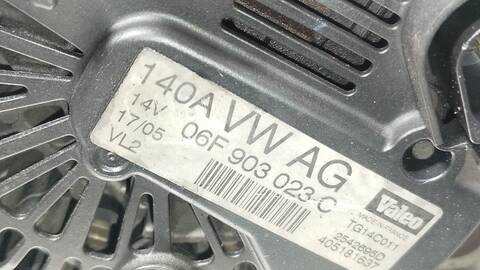 140A VW AG
14V 06F 903 023-C
17/05
VL2
Valeo
MADE IN FRANCE
TG14C011
2542695D
405181637